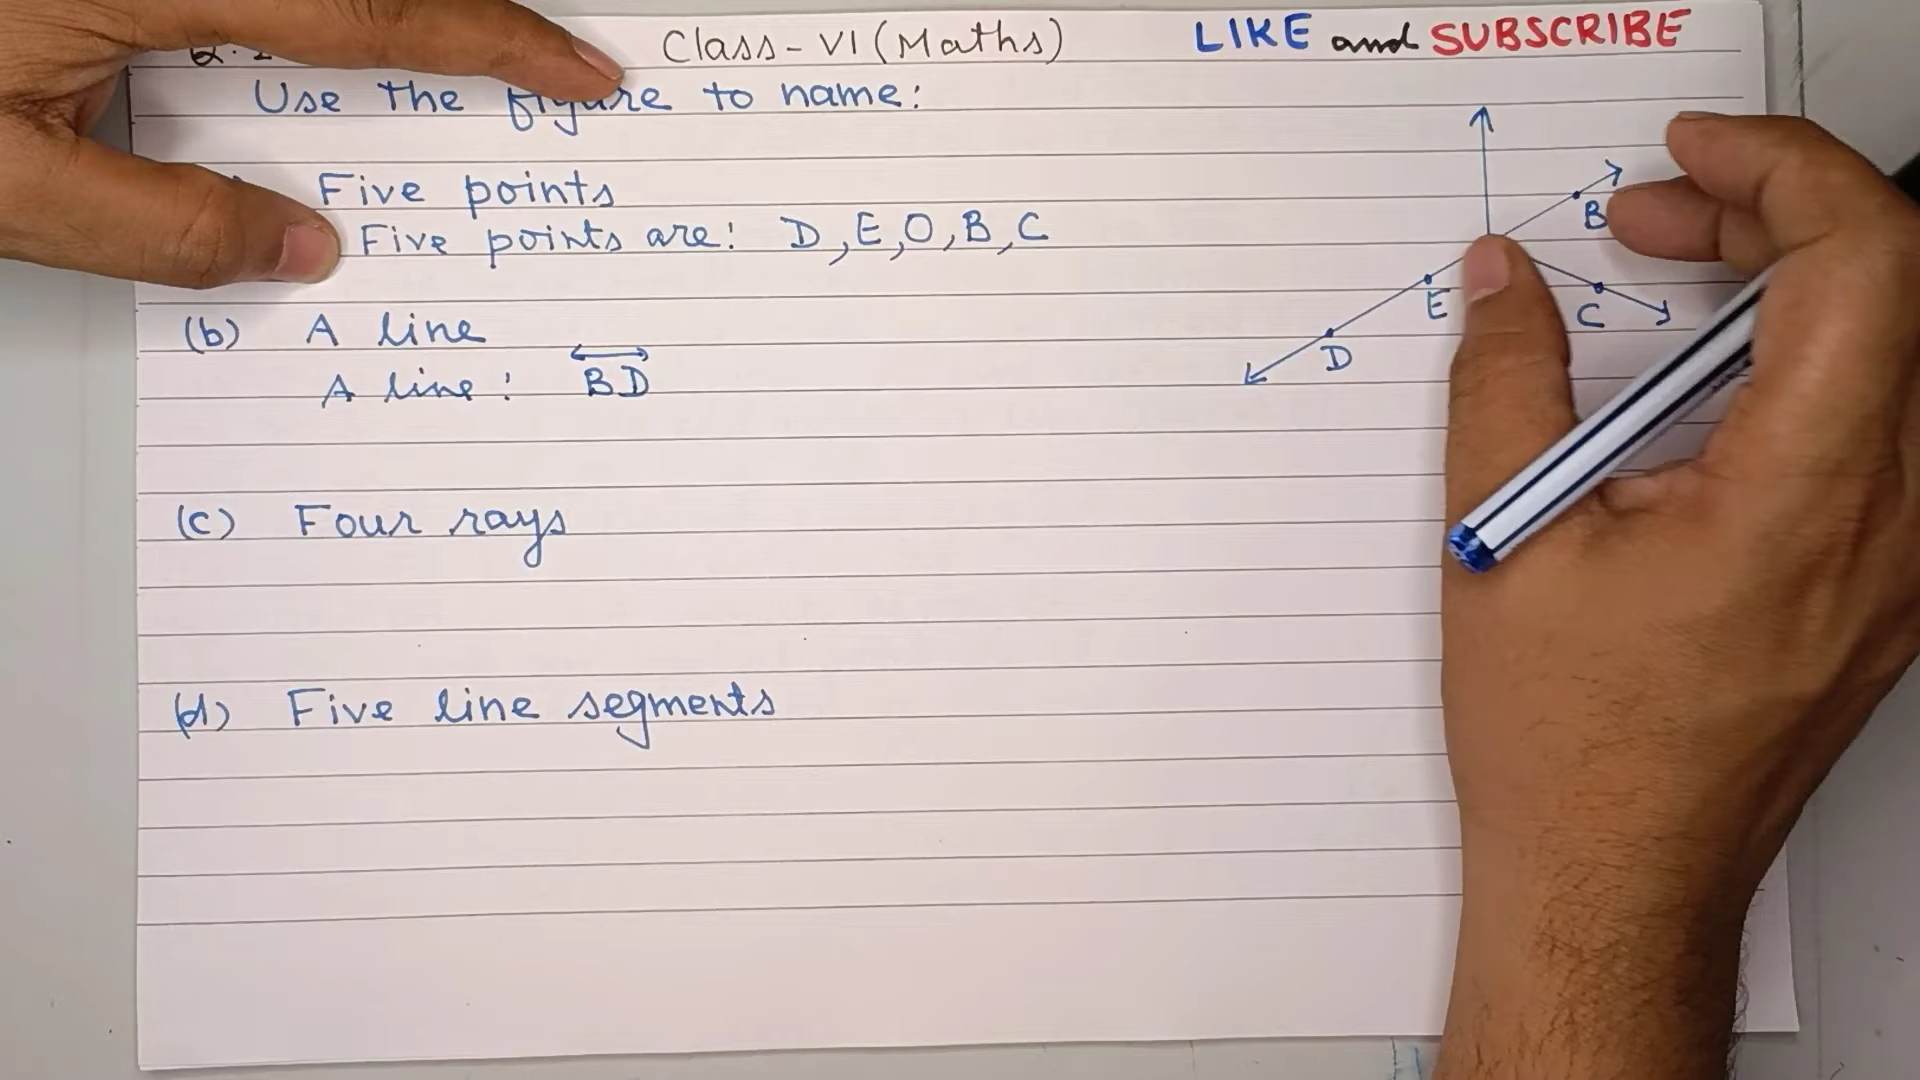 Class-VI (Maths)
LIKE and SUBSCRIBE
Use the figure to name:
Five points
Five points are: D, E, O, B, C
(b) A line
A line: BD
(c) Four rays
(d) Five line segments
B
E
C
D